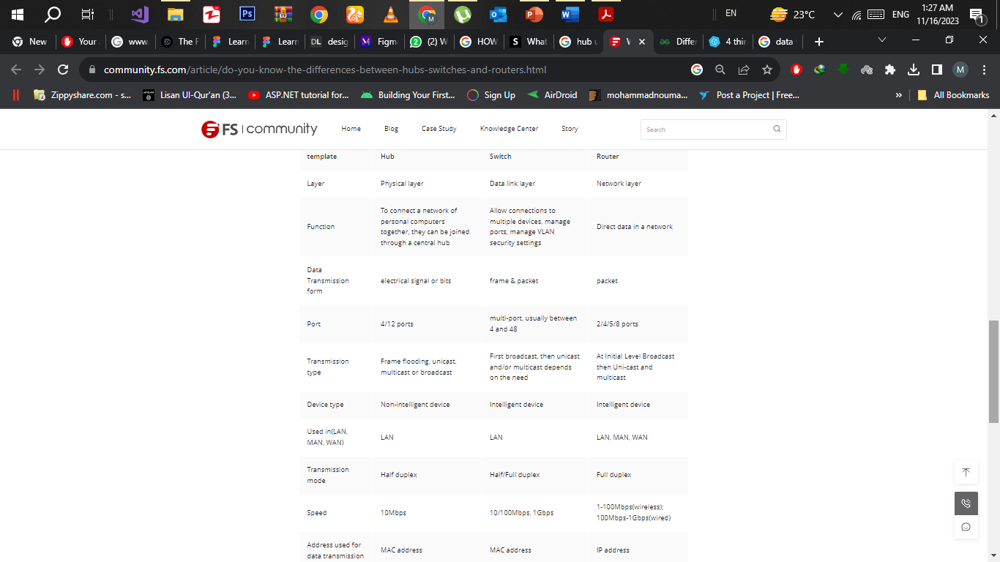 1:27 AM
EN
23°C
ENG
11/16/2023
1
Ps
M
New
Your
www.
The F
Learn
Learn
DL desig
Figm
2 (2) W
HOW
S What
hub u
Differ
4 thin
data
community.fs.com/article/do-you-know-the-differences-between-hubs-switches-and-routers.html
M
Zippyshare.com - s...
Lisan Ul-Qur'an (3...
ASP.NET tutorial for...
Building Your First...
Sign Up
AirDroid
mohammadnouma...
Post a Project | Free...
»
All Bookmarks
FS | community
Home
Blog
Case Study
Knowledge Center
Story
Search
template
Hub
Switch
Router
Layer
Physical layer
Data link layer
Network layer
Function
To connect a network of
personal computers
together, they can be joined
through a central hub
Allow connections to
multiple devices, manage
ports, manage VLAN
security settings
Direct data in a network
Data
Transmission
form
electrical signal or bits
frame & packet
packet
Port
4/12 ports
multi-port, usually between
4 and 48
2/4/5/8 ports
Transmission
type
Frame flooding, unicast,
multicast or broadcast
First broadcast, then unicast
and/or multicast depends
on the need
At Initial Level Broadcast
then Uni-cast and
multicast
Device type
Non-intelligent device
Intelligent device
Intelligent device
Used in(LAN,
MAN, WAN)
LAN
LAN
LAN, MAN, WAN
Transmission
mode
Half duplex
Half/Full duplex
Full duplex
Speed
10Mbps
10/100Mbps, 1Gbps
1-100Mbps(wireless);
100Mbps-1Gbps(wired)
Address used for
data transmission
MAC address
MAC address
IP address